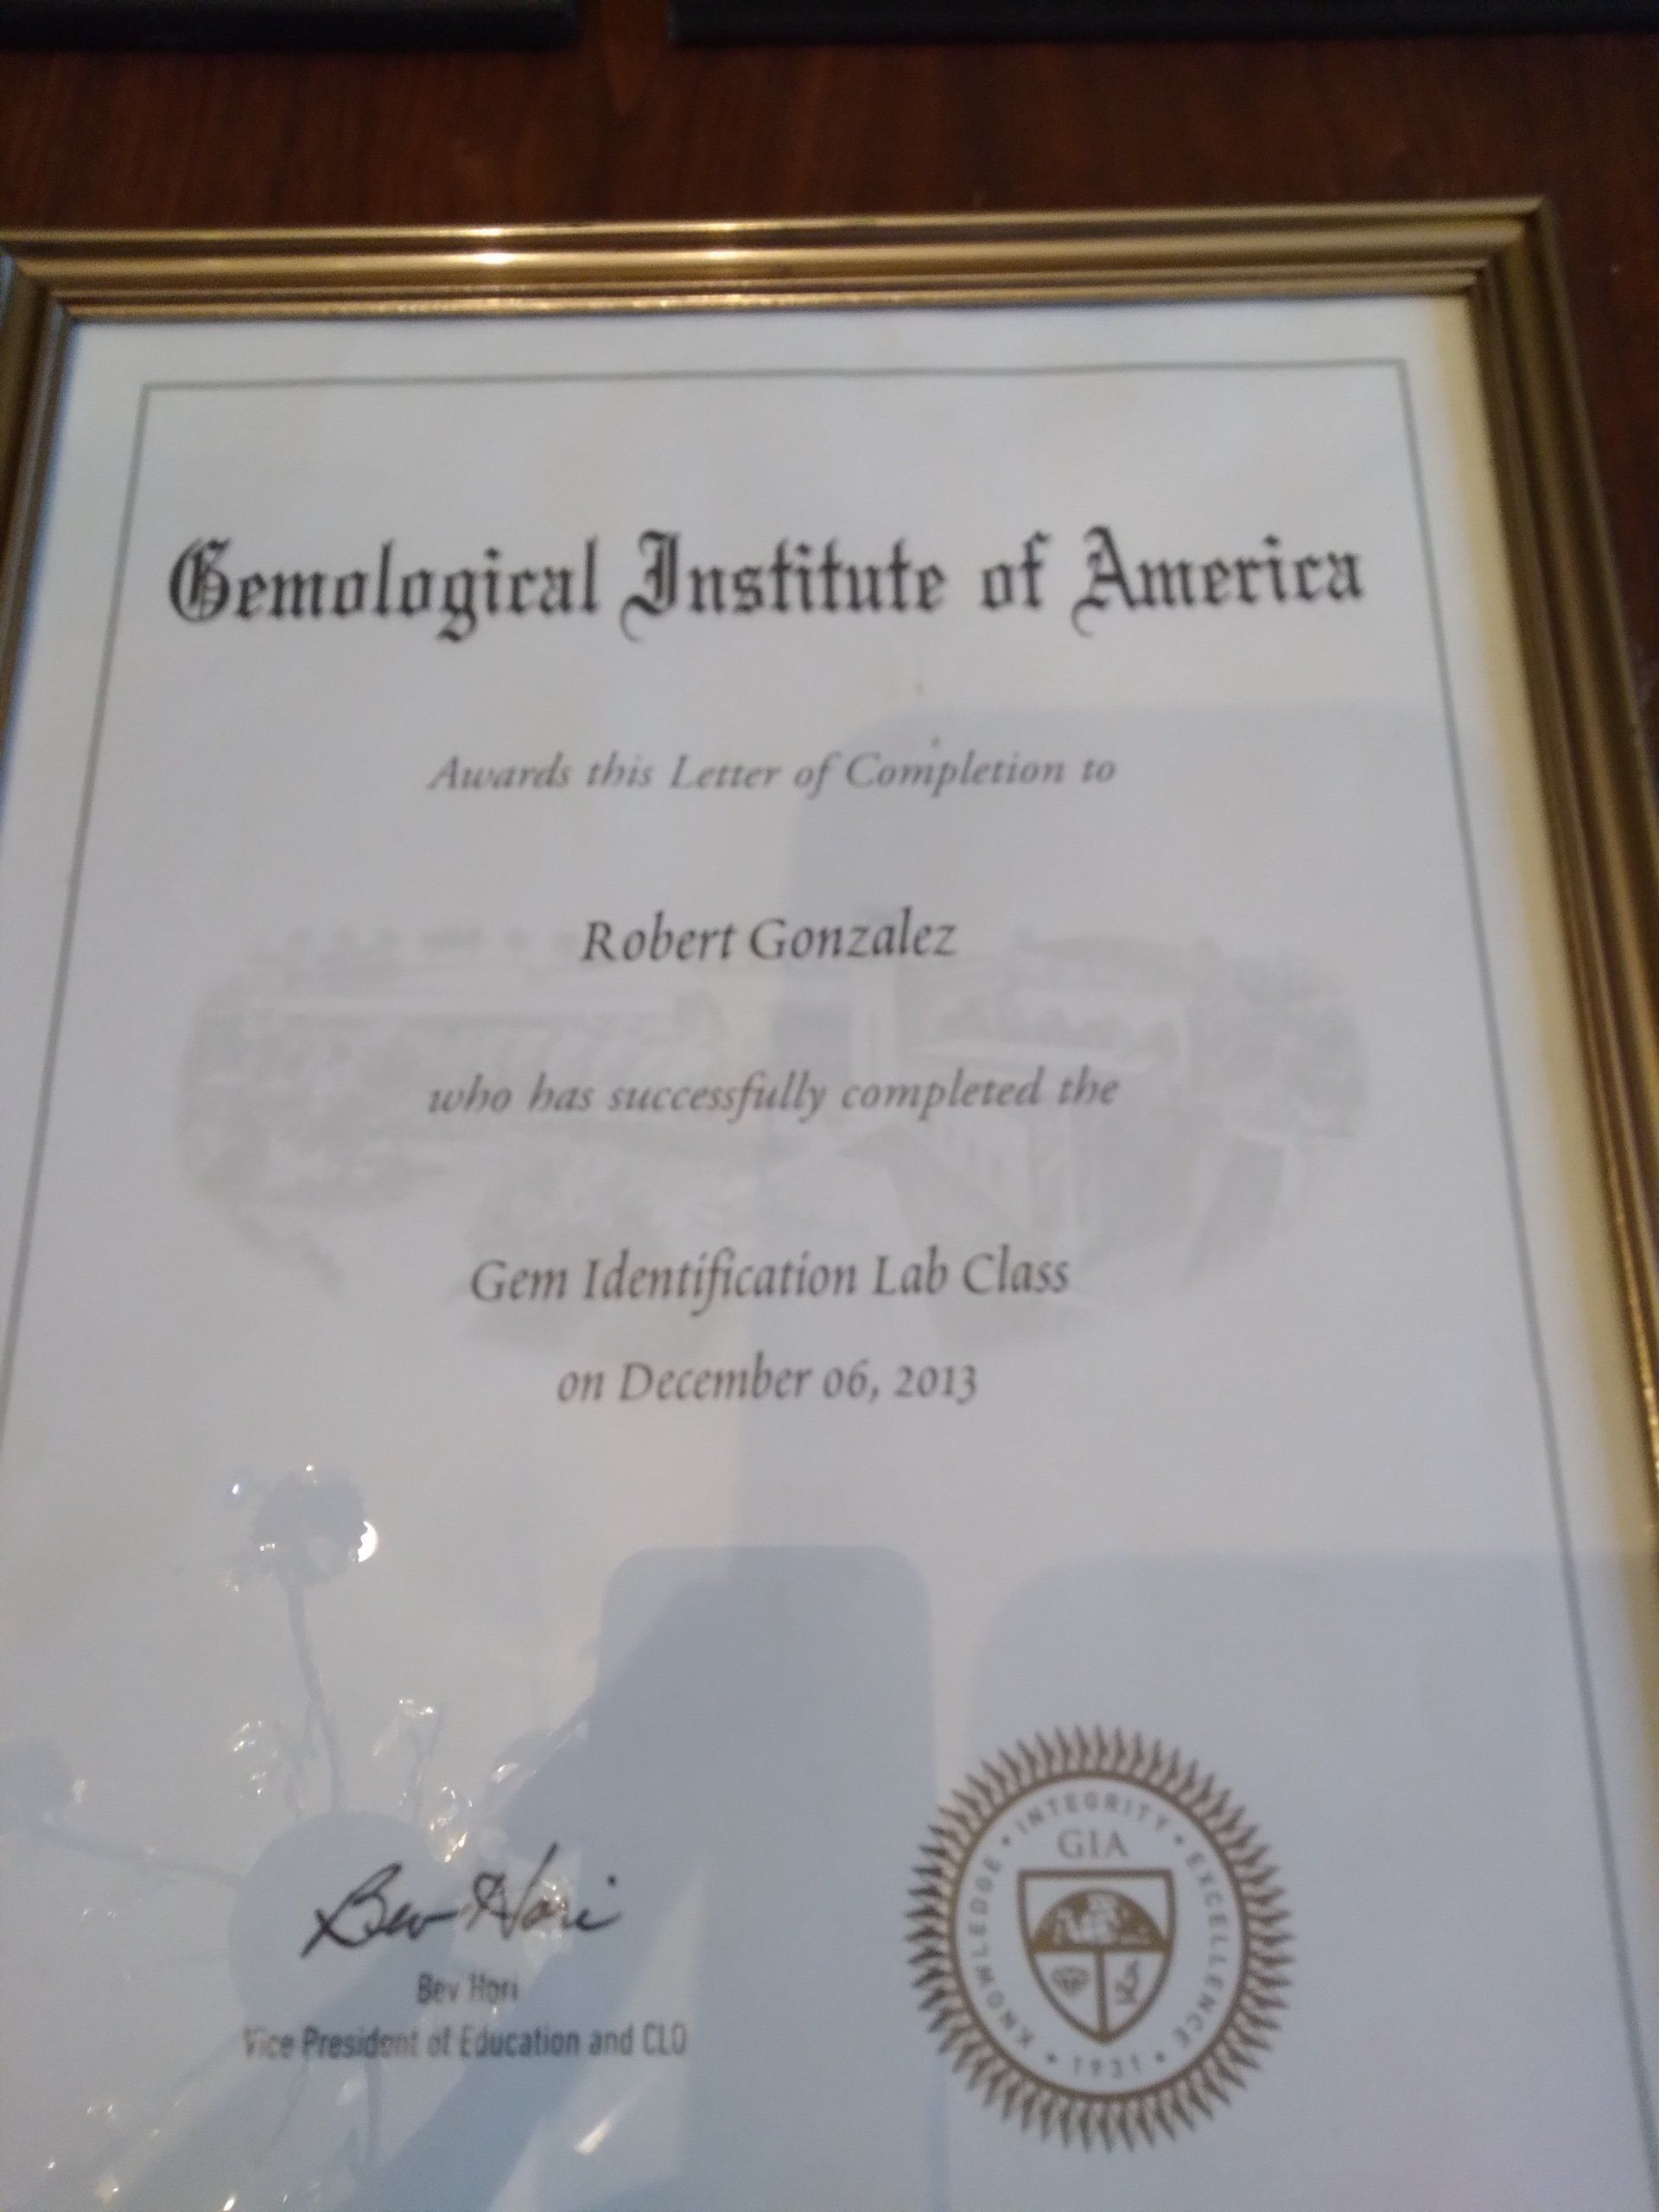 Gemological Institute of America
Awards this Letter of Completion to
Robert Gonzalez
who has successfully completed the
Gem Identification Lab Class
on December 06, 2013
Bev Hori
Bev Hori
Vice President of Education and CLO
KNOWLEDGE • INTEGRITY • EXCELLENCE • 1931 •
GIA